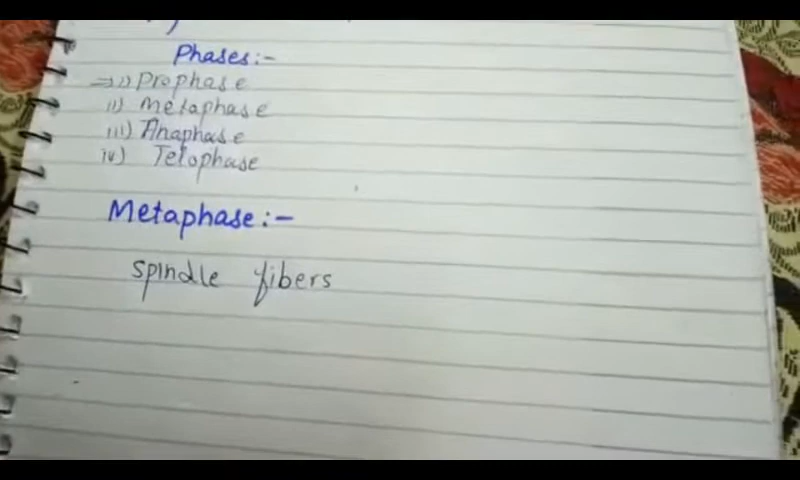 Phases:-
⇒ i) Prophase
ii) Metaphase
iii) Anaphase
iv) Telophase
Metaphase:-
spindle fibers